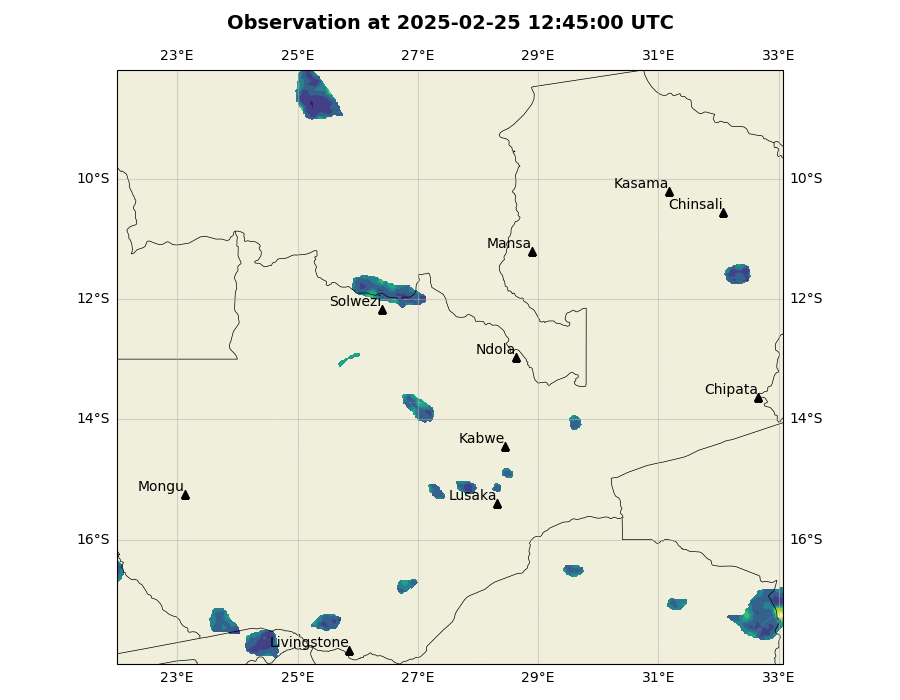 Observation at 2025-02-25 12:45:00 UTC
23°E 25°E 27°E 29°E 31°E 33°E
10°S 10°S
Kasama
Chinsali
Mansa
12°S 12°S
Solwezi
Ndola
Chipata
14°S 14°S
Kabwe
Mongu
Lusaka
16°S 16°S
Livingstone
23°E 25°E 27°E 29°E 31°E 33°E